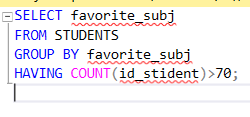 SELECT favorite_subj
FROM STUDENTS
GROUP BY favorite_subj
HAVING COUNT(id_stident)>70;